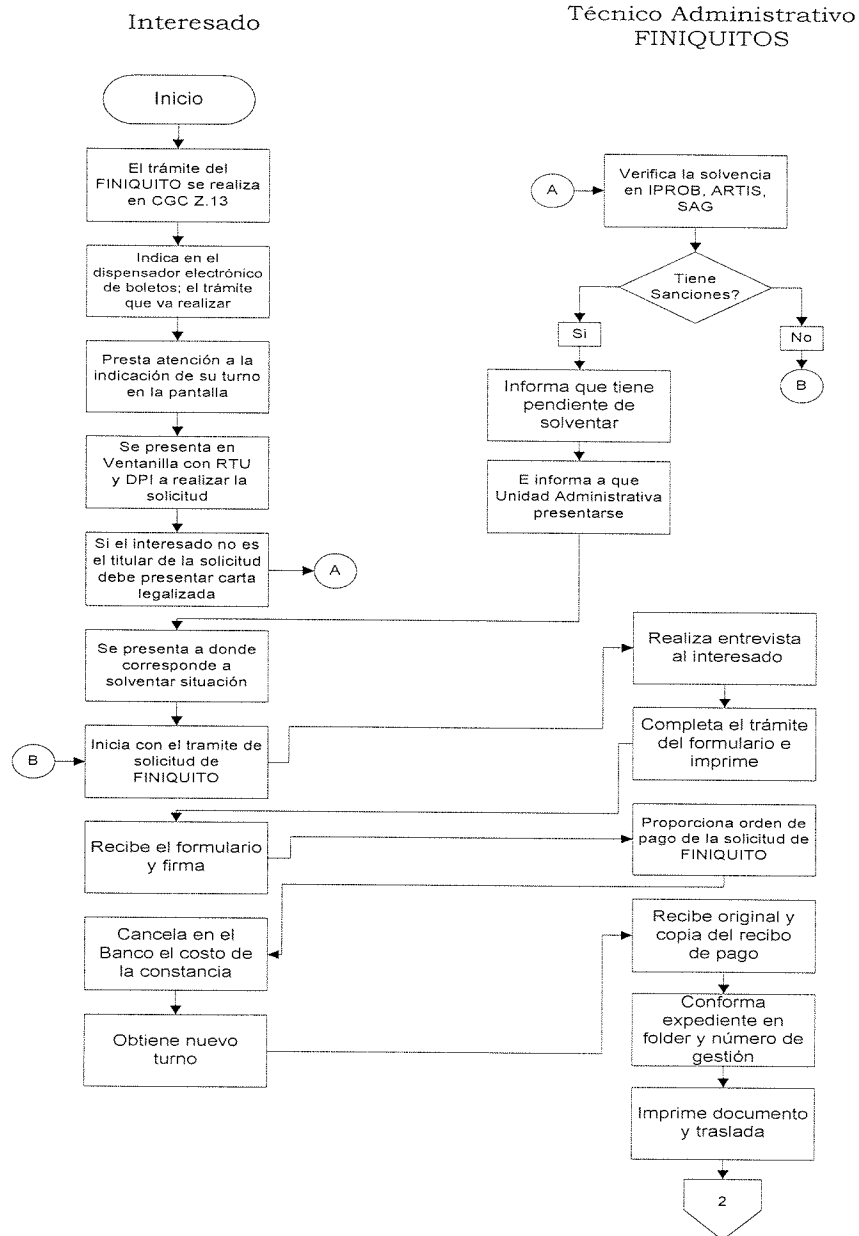 Interesado
Técnico Administrativo
FINIQUITOS
Inicio
El trámite del
FINIQUITO se realiza
en CGC Z.13
Indica en el
dispensador electrónico
de boletos; el trámite
que va realizar
Presta atención a la
indicación de su turno
en la pantalla
Se presenta en
Ventanilla con RTU
y DPI a realizar la
solicitud
Si el interesado no es
el titular de la solicitud
debe presentar carta
legalizada
A
A
Verifica la solvencia
en IPROB, ARTIS,
SAG
Tiene
Sanciones?
Si
No
B
Informa que tiene
pendiente de
solventar
E informa a que
Unidad Administrativa
presentarse
Se presenta a donde
corresponde a
solventar situación
B
Inicia con el tramite de
solicitud de
FINIQUITO
Realiza entrevista
al interesado
Completa el trámite
del formulario e
imprime
Recibe el formulario
y firma
Proporciona orden de
pago de la solicitud de
FINIQUITO
Cancela en el
Banco el costo de
la constancia
Obtiene nuevo
turno
Recibe original y
copia del recibo
de pago
Conforma
expediente en
folder y número de
gestión
Imprime documento
y traslada
2